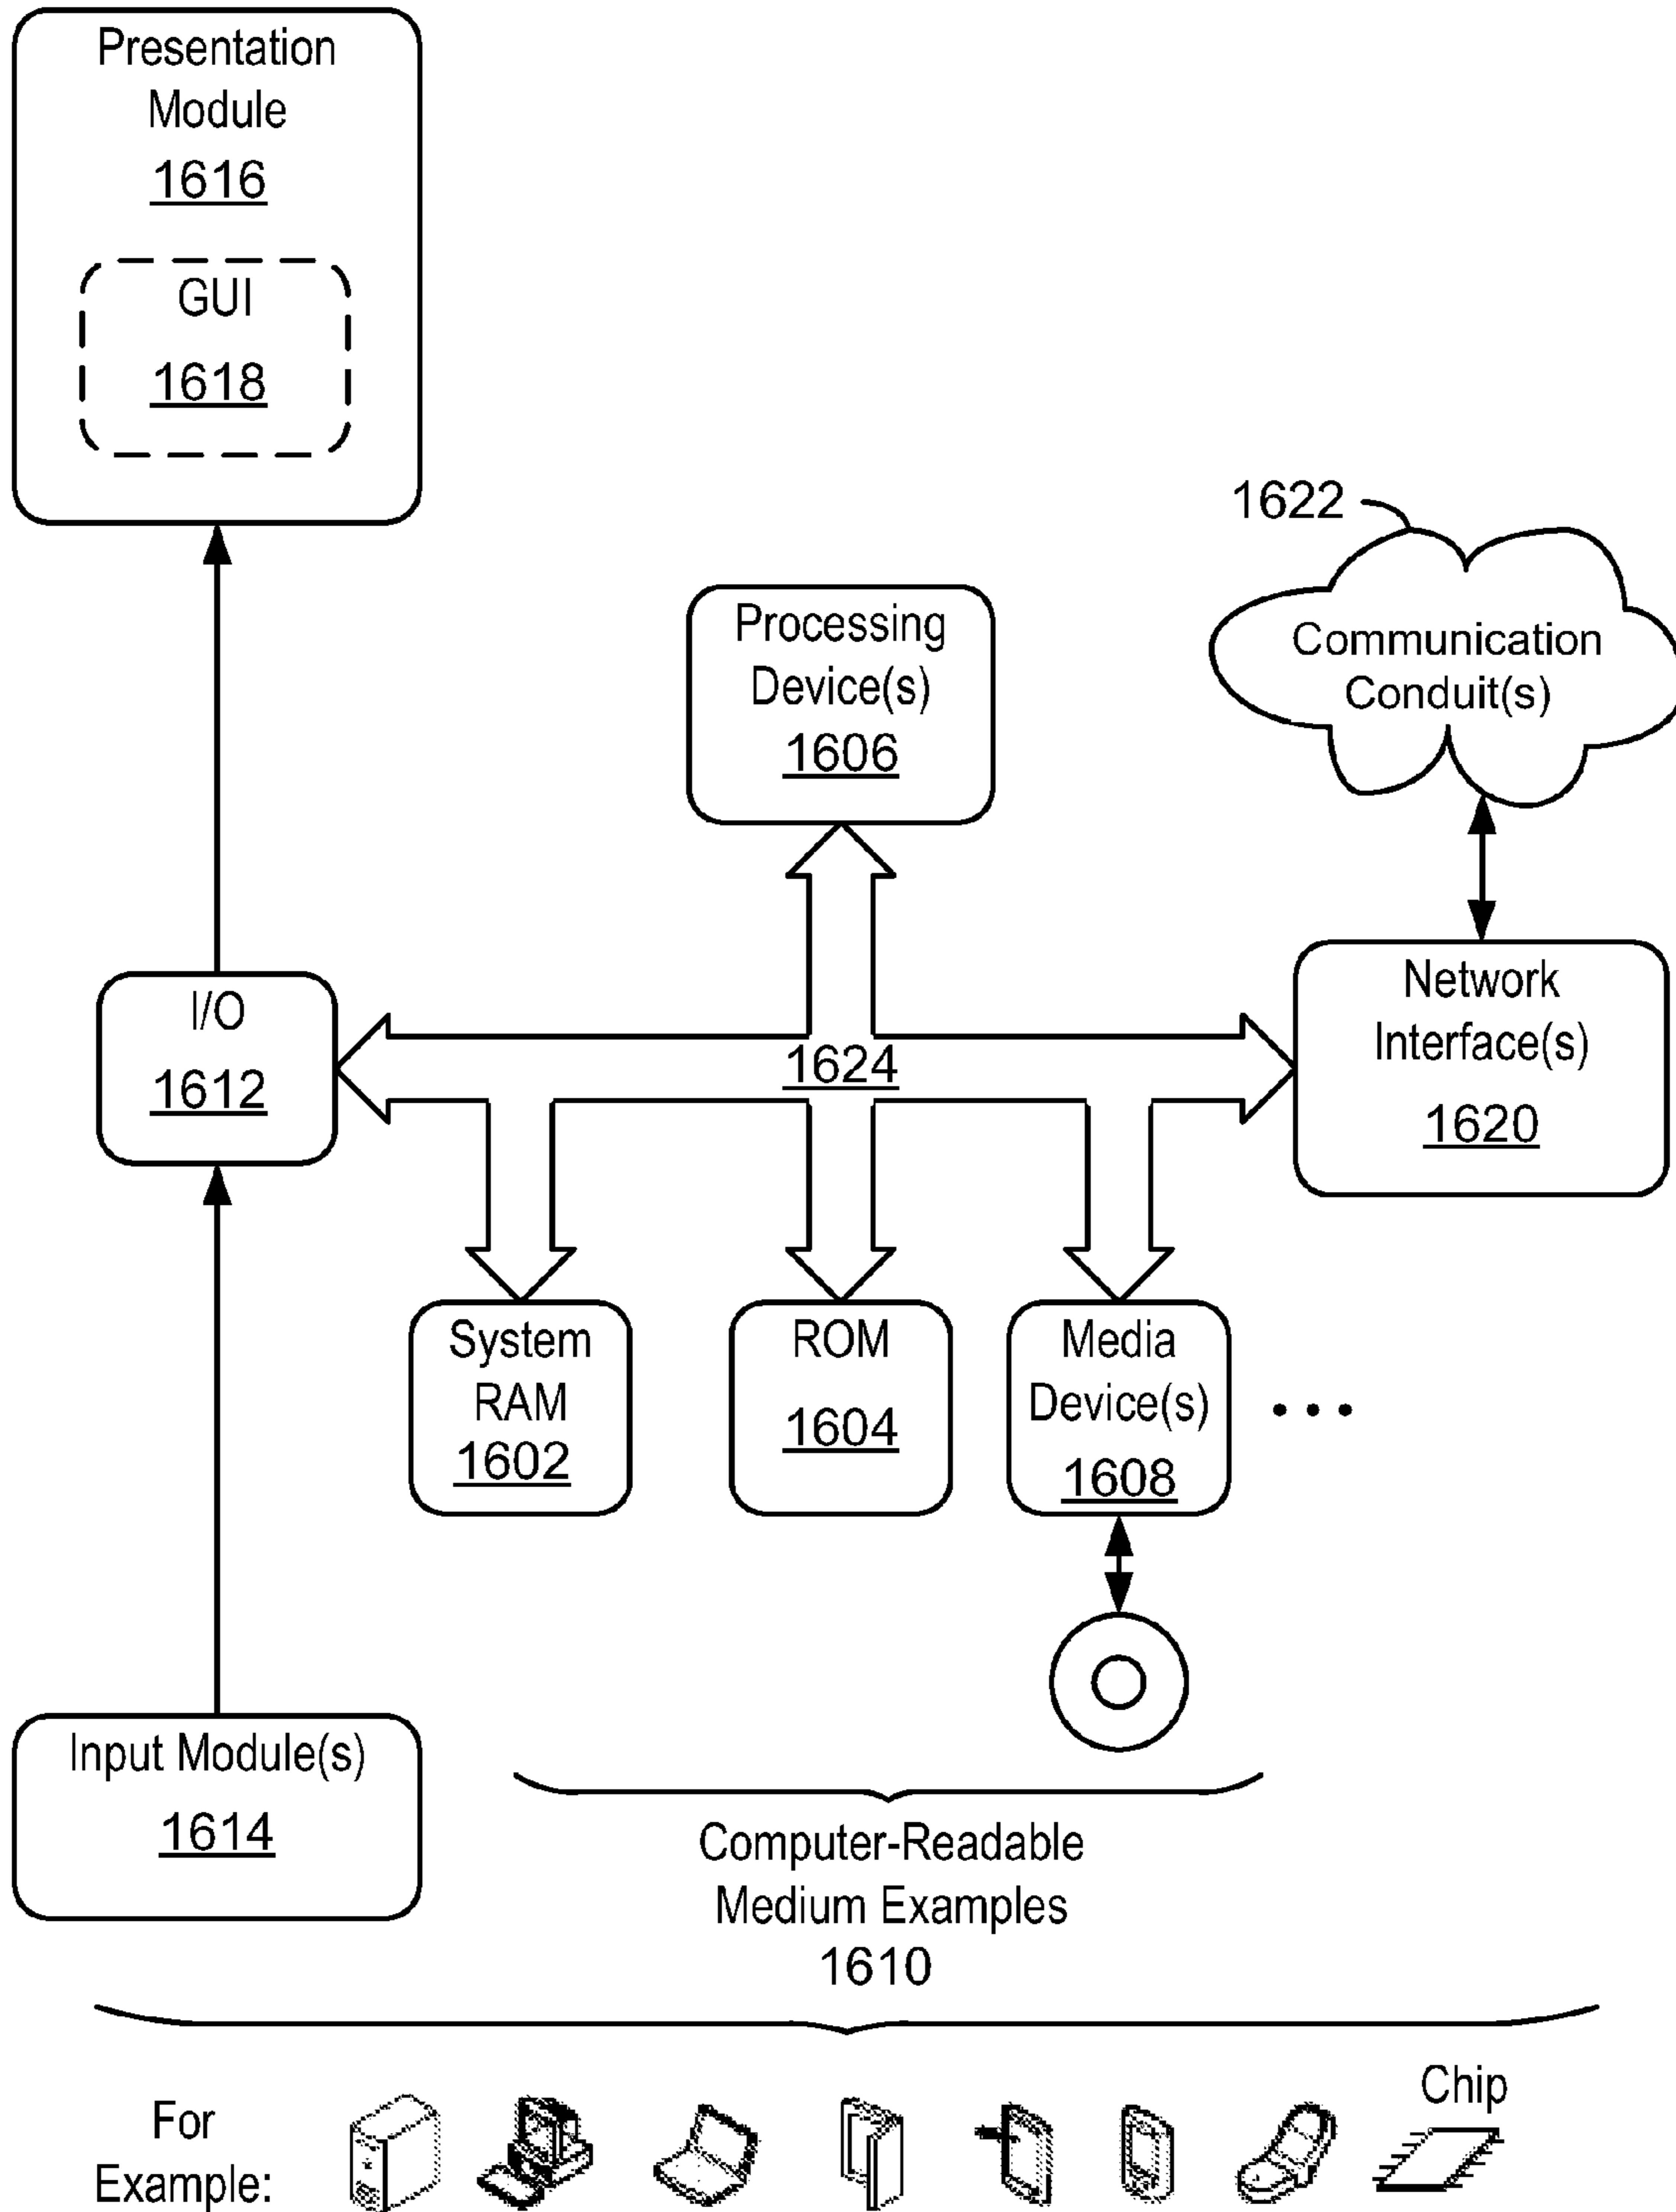 Presentation
Module
1616
GUI
1618
1622
Communication
Conduit(s)
Processing
Device(s)
1606
I/O
1612
1624
Network
Interface(s)
1620
System
RAM
1602
ROM
1604
Media
Device(s)
1608
• • •
Input Module(s)
1614
Computer-Readable
Medium Examples
1610
For
Example:
Chip